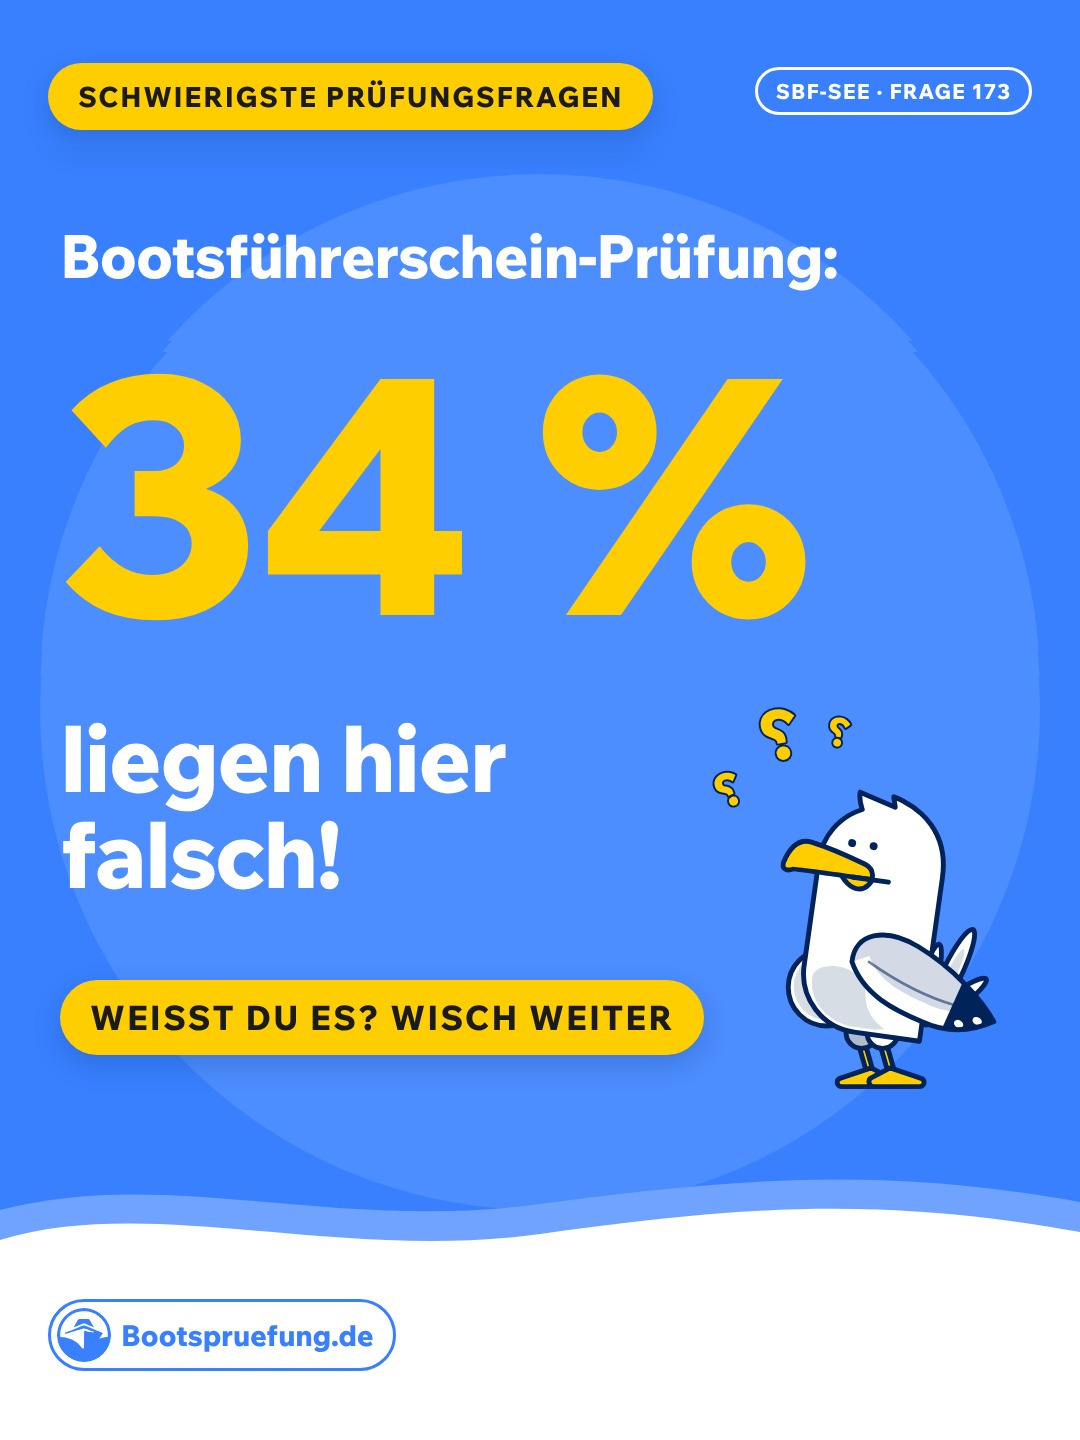 SCHWIERIGSTE PRÜFUNGSFRAGEN
SBF-SEE · FRAGE 173
Bootsführerschein-Prüfung:
34 %
liegen hier
falsch!
? ? ?
WEISST DU ES? WISCH WEITER
Bootspruefung.de